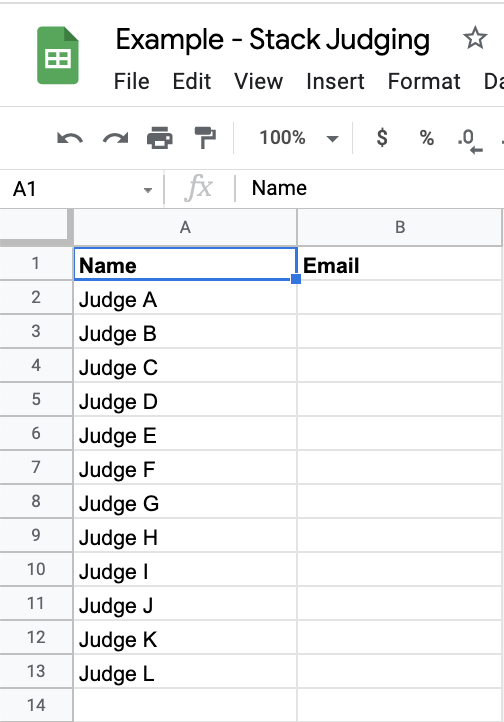 Example - Stack Judging
File Edit View Insert Format Da
100% $ % .0
A1 fx Name
A B
1 Name Email
2 Judge A
3 Judge B
4 Judge C
5 Judge D
6 Judge E
7 Judge F
8 Judge G
9 Judge H
10 Judge I
11 Judge J
12 Judge K
13 Judge L
14